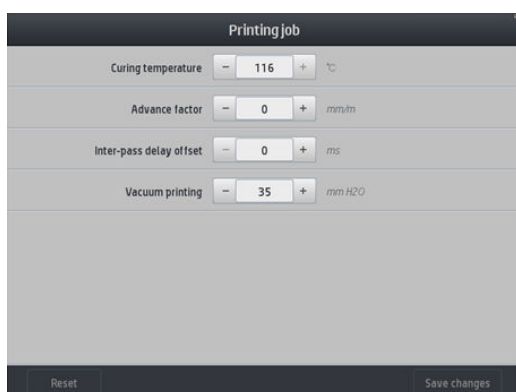 Printing job
Curing temperature - 116 + °C
Advance factor - 0 + mm/m
Inter-pass delay offset - 0 + ms
Vacuum printing - 35 + mm H2O
Reset Save changes